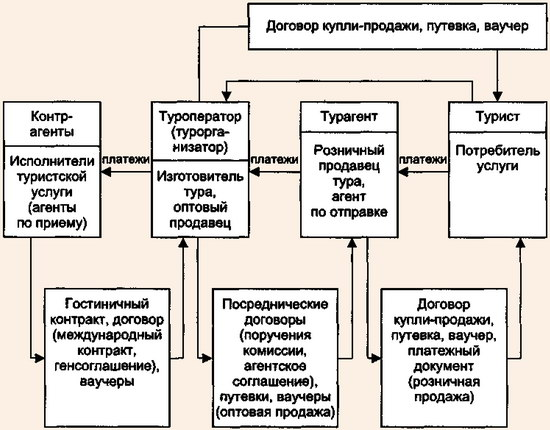 Договор купли-продажи, путевка, ваучер
Контр-
агенты
Исполнители
туристской
услуги
(агенты
по приему)
платежи
Туроператор
(турорга-
низатор)
Изготовитель
тура,
оптовый
продавец
платежи
Турагент
Розничный
продавец
тура,
агент
по отправке
платежи
Турист
Потребитель
услуги
Гостиничный
контракт, договор
(международный
контракт,
генсоглашение),
ваучеры
Посреднические
договоры
(поручения
комиссии,
агентское
соглашение),
путевки, ваучеры
(оптовая продажа)
Договор
купли-продажи,
путевка, ваучер,
платежный
документ
(розничная
продажа)